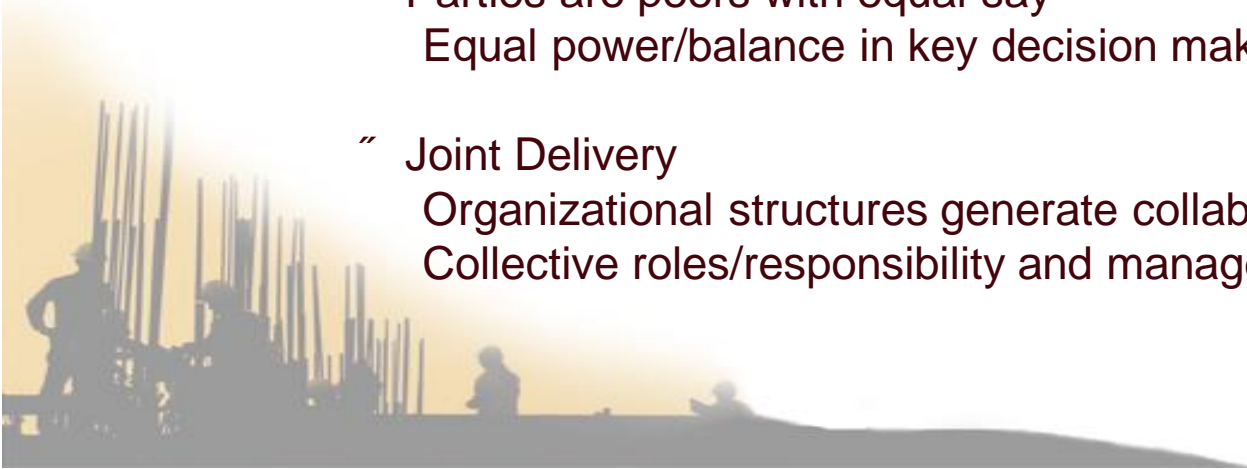 Parties are peers with equal say
Equal power/balance in key decision mak
˝ Joint Delivery
Organizational structures generate collab
Collective roles/responsibility and manag